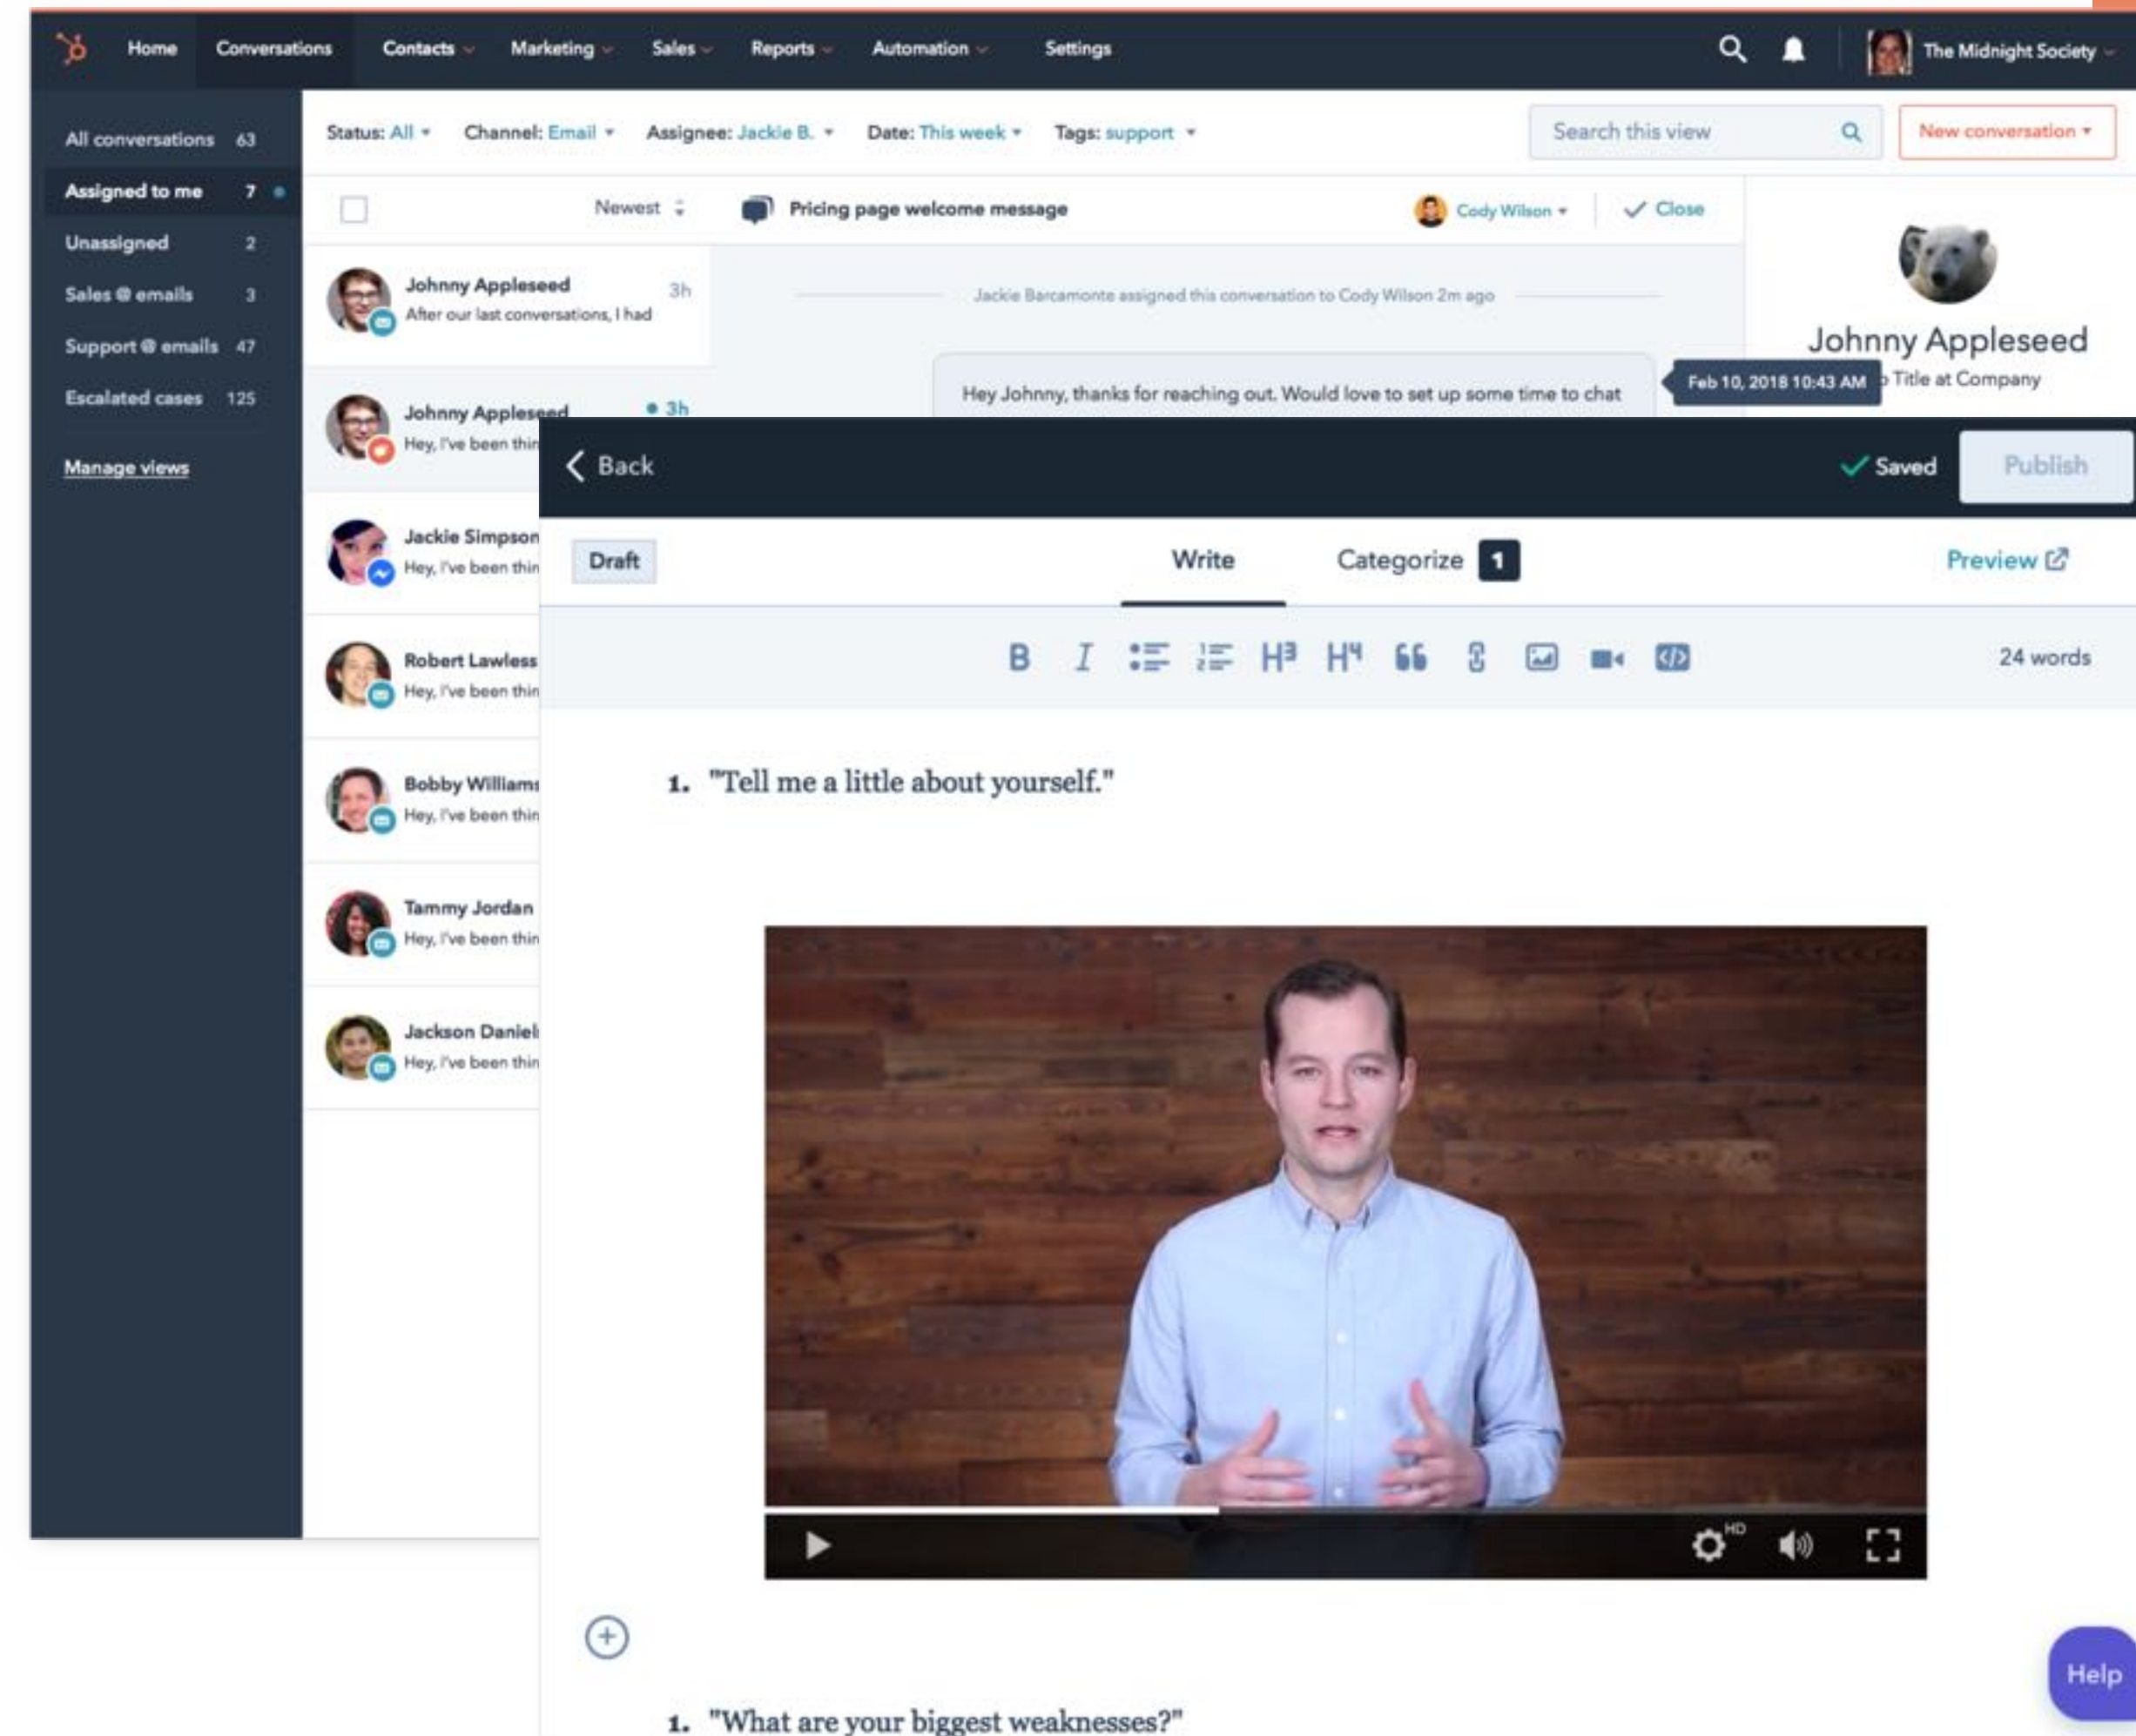 Home Conversations Contacts Marketing Sales Reports Automation Settings The Midnight Society
All conversations 63
Assigned to me 7
Unassigned 2
Sales @ emails 3
Support @ emails 47
Escalated cases 125
Manage views
Status: All Channel: Email Assignee: Jackie B. Date: This week Tags: support Search this view New conversation
Newest Pricing page welcome message Cody Wilson Close
Johnny Appleseed 3h
After our last conversations, I had
Johnny Appleseed 3h
Hey, I've been thin
Jackie Simpson
Hey, I've been thin
Robert Lawless
Hey, I've been thin
Bobby Williams
Hey, I've been thin
Tammy Jordan
Hey, I've been thin
Jackson Daniel
Hey, I've been thin
Jackie Barcamonte assigned this conversation to Cody Wilson 2m ago
Hey Johnny, thanks for reaching out. Would love to set up some time to chat
Feb 10, 2018 10:43 AM
Johnny Appleseed
Title at Company
Back Saved Publish
Draft Write Categorize 1 Preview
B I H3 H4 24 words
1. "Tell me a little about yourself."
HD
1. "What are your biggest weaknesses?"
Help